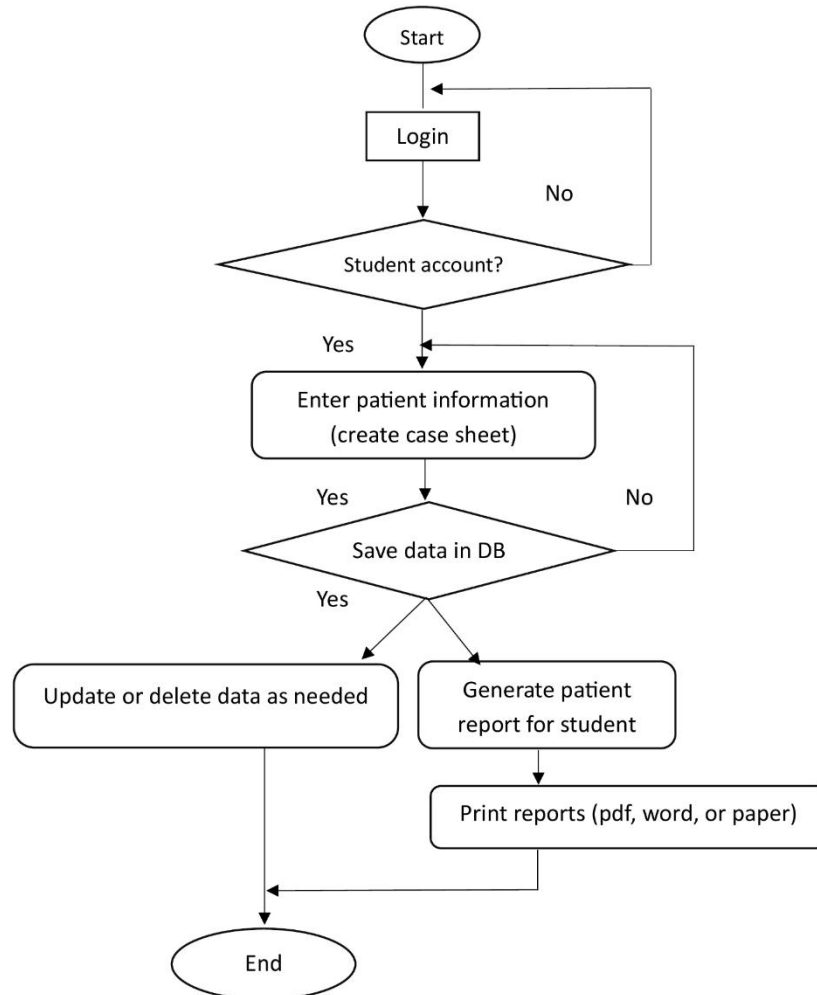 Start
Login
No
Student account?
Yes
Enter patient information
(create case sheet)
Yes
No
Save data in DB
Yes
Update or delete data as needed
Generate patient
report for student
Print reports (pdf, word, or paper)
End